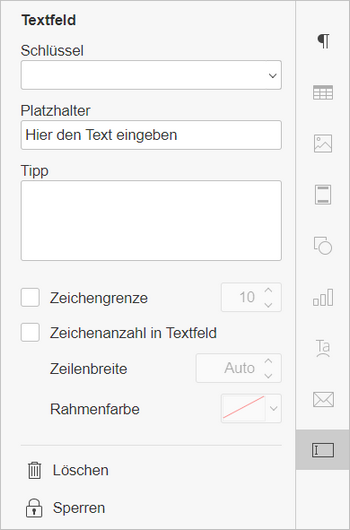 Textfeld
Schlüssel
Platzhalter
Hier den Text eingeben
Tipp
Zeichengrenze 10
Zeichenanzahl in Textfeld
Zeilenbreite Auto
Rahmenfarbe
Löschen
Sperren
Ta